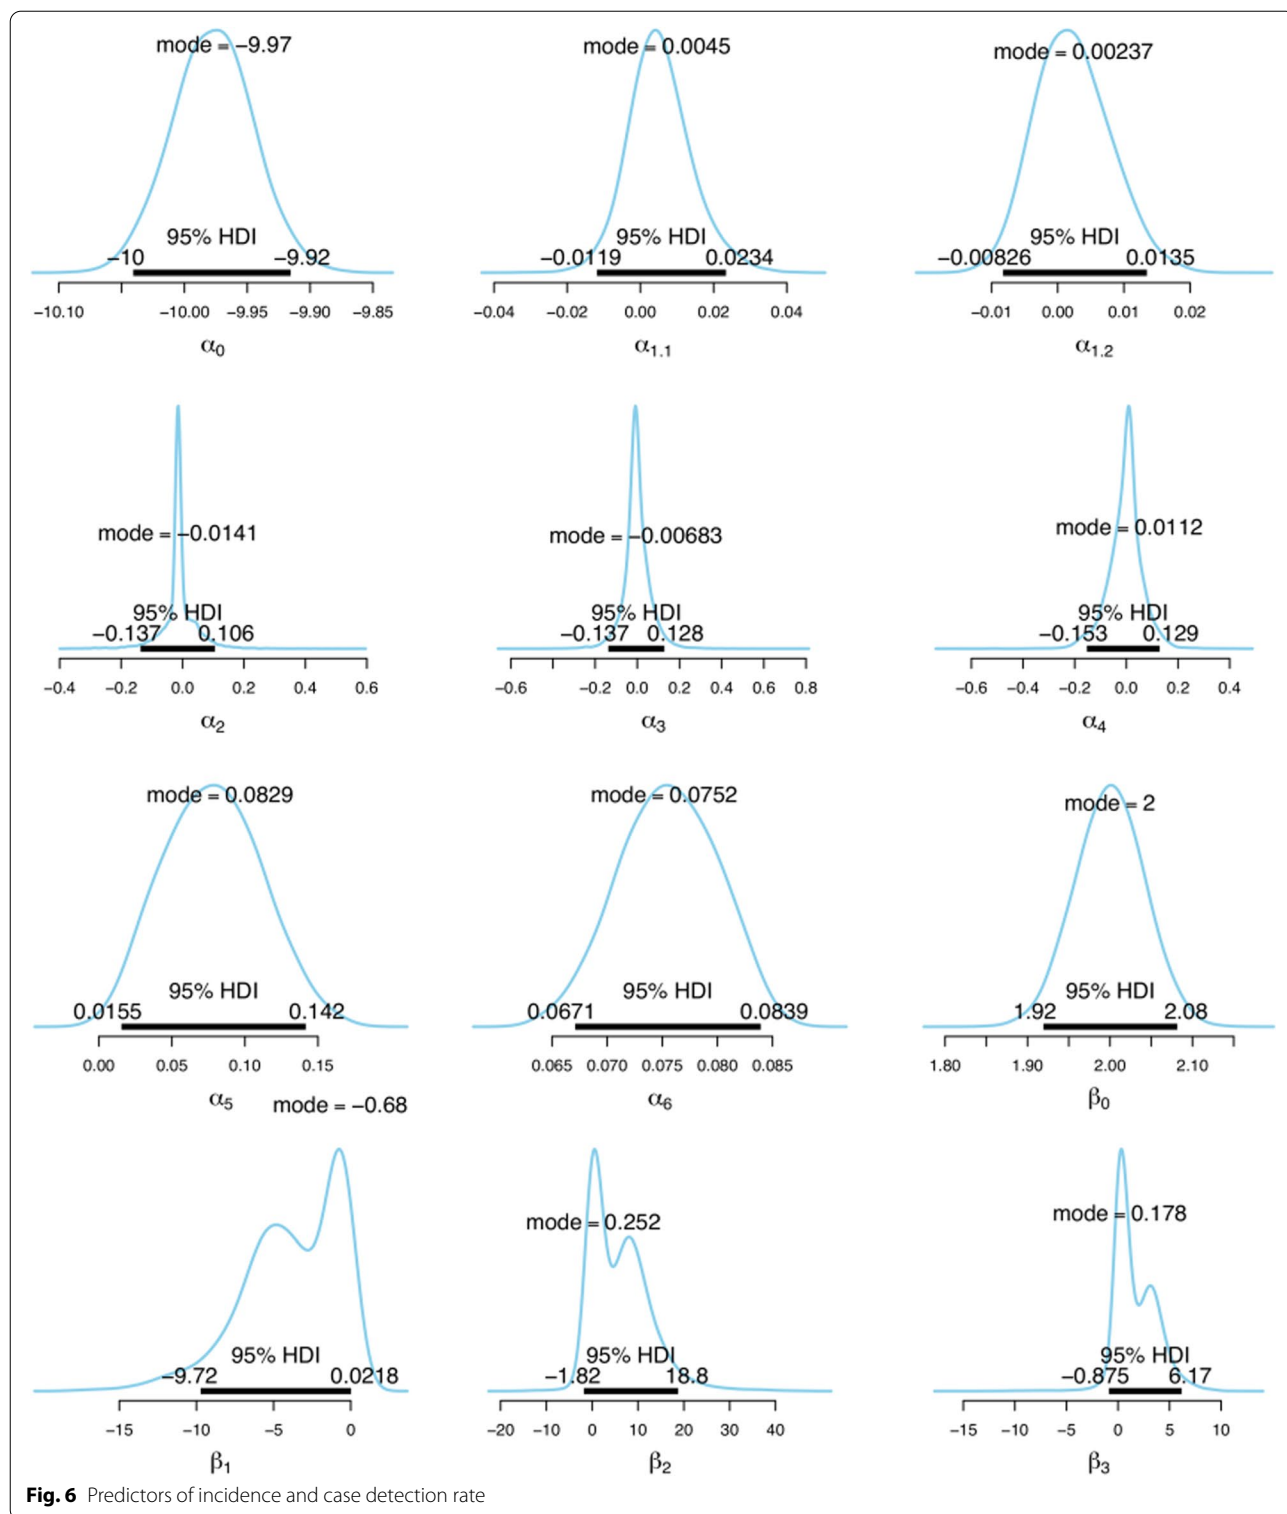 mode = −9.97
95% HDI
−10
−9.92
−10.10
−10.00
−9.95
−9.90
−9.85
α0
mode = 0.0045
95% HDI
−0.0119
0.0234
−0.04
−0.02
0.00
0.02
0.04
α1.1
mode = 0.00237
95% HDI
−0.00826
0.0135
−0.01
0.00
0.01
0.02
α1.2
mode = −0.0141
95% HDI
−0.137
0.106
−0.4
−0.2
0.0
0.2
0.4
0.6
α2
mode = −0.00683
95% HDI
−0.137
0.128
−0.6
−0.2
0.0
0.2
0.4
0.6
0.8
α3
mode = 0.0112
95% HDI
−0.153
0.129
−0.6
−0.4
−0.2
0.0
0.2
0.4
α4
mode = 0.0829
95% HDI
0.0155
0.142
0.00
0.05
0.10
0.15
α5
mode = 0.0752
95% HDI
0.0671
0.0839
0.065
0.070
0.075
0.080
0.085
α6
mode = 2
95% HDI
1.92
2.08
1.80
1.90
2.00
2.10
β0
mode = −0.68
95% HDI
−9.72
0.0218
−15
−10
−5
0
β1
mode = 0.252
95% HDI
−1.82
18.8
−20
−10
0
10
20
30
40
β2
mode = 0.178
95% HDI
−0.875
6.17
−15
−10
−5
0
5
10
β3
Fig. 6 Predictors of incidence and case detection rate